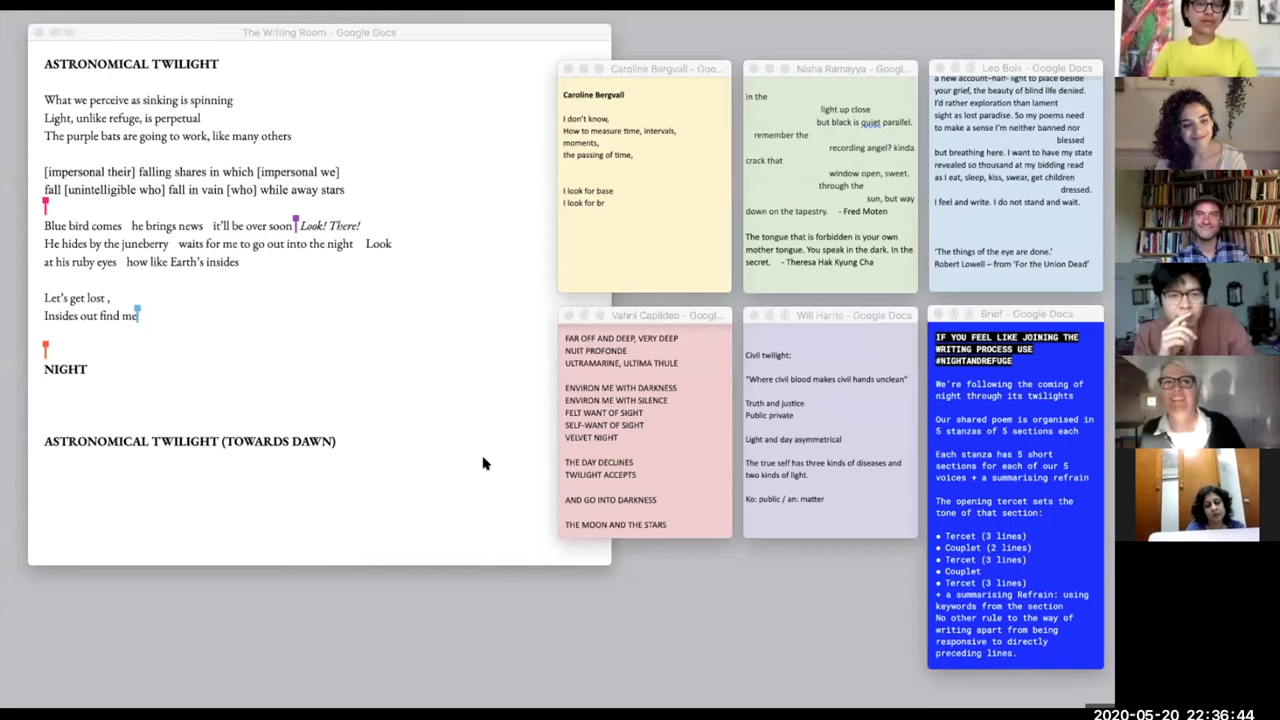 The Writing Room - Google Docs
ASTRONOMICAL TWILIGHT
What we perceive as sinking is spinning
Light, unlike refuge, is perpetual
The purple bats are going to work, like many others
[impersonal their] falling shares in which [impersonal we]
fall [unintelligible who] fall in vain [who] while away stars
Blue bird comes he brings news it'll be over soon Look! There!
He hides by the juneberry waits for me to go out into the night Look
at his ruby eyes how like Earth's insides
Let's get lost ,
Insides out find me
NIGHT
ASTRONOMICAL TWILIGHT (TOWARDS DAWN)
Caroline Bergvall - Goo...
Caroline Bergvall
I don't know,
How to measure time, intervals,
moments,
the passing of time,
I look for base
I look for br
Nisha Ramayya - Googl...
in the
light up close
but black is quiet parallel.
remember the
recording angel? kinda
crack that
window open, sweet.
through the
sun, but way
down on the tapestry. - Fred Moten
The tongue that is forbidden is your own
mother tongue. You speak in the dark. In the
secret. - Theresa Hak Kyung Cha
Leo Boix - Google Docs
a new account–half- light to place beside
your grief, the beauty of blind life denied.
I'd rather exploration than lament
sight as lost paradise. So my poems need
to make a sense I'm neither banned nor
blessed
but breathing here. I want to have my state
revealed so thousand at my bidding read
as I eat, sleep, kiss, swear, get children
dressed.
I feel and write. I do not stand and wait.
'The things of the eye are done.'
Robert Lowell – from 'For the Union Dead'
Vahni Capildeo - Googl...
FAR OFF AND DEEP, VERY DEEP
NUIT PROFONDE
ULTRAMARINE, ULTIMA THULE
ENVIRON ME WITH DARKNESS
ENVIRON ME WITH SILENCE
FELT WANT OF SIGHT
SELF-WANT OF SIGHT
VELVET NIGHT
THE DAY DECLINES
TWILIGHT ACCEPTS
AND GO INTO DARKNESS
THE MOON AND THE STARS
Will Harris - Google Docs
Civil twilight:
"Where civil blood makes civil hands unclean"
Truth and justice
Public private
Light and day asymmetrical
The true self has three kinds of diseases and
two kinds of light.
Ko: public / an: matter
Brief - Google Docs
IF YOU FEEL LIKE JOINING THE
WRITING PROCESS USE
#NIGHTANDREFUGE
We're following the coming of
night through its twilights
Our shared poem is organised in
5 stanzas of 5 sections each
Each stanza has 5 short
sections for each of our 5
voices + a summarising refrain
The opening tercet sets the
tone of that section:
● Tercet (3 lines)
● Couplet (2 lines)
● Tercet (3 lines)
● Couplet
● Tercet (3 lines)
+ a summarising Refrain: using
keywords from the section
No other rule to the way of
writing apart from being
responsive to directly
preceding lines.
2020-05-20 22:36:44